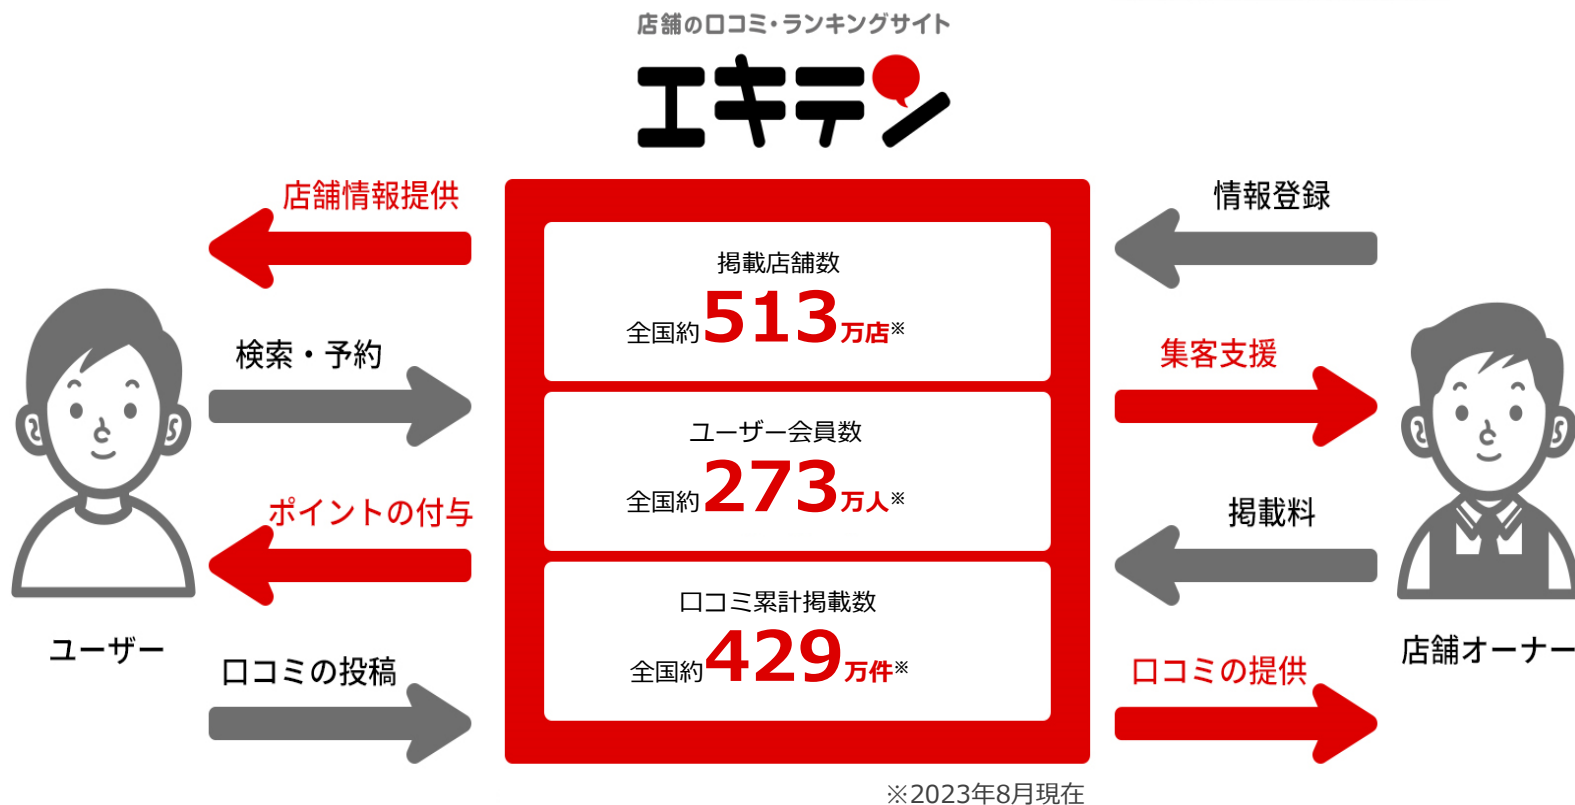 店舗の口コミ・ランキングサイト
エキテン
店舗情報提供
検索・予約
ポイントの付与
口コミの投稿
ユーザー
掲載店舗数
全国約513万店※
ユーザー会員数
全国約273万人※
口コミ累計掲載数
全国約429万件※
情報登録
集客支援
掲載料
口コミの提供
店舗オーナー
※2023年8月現在